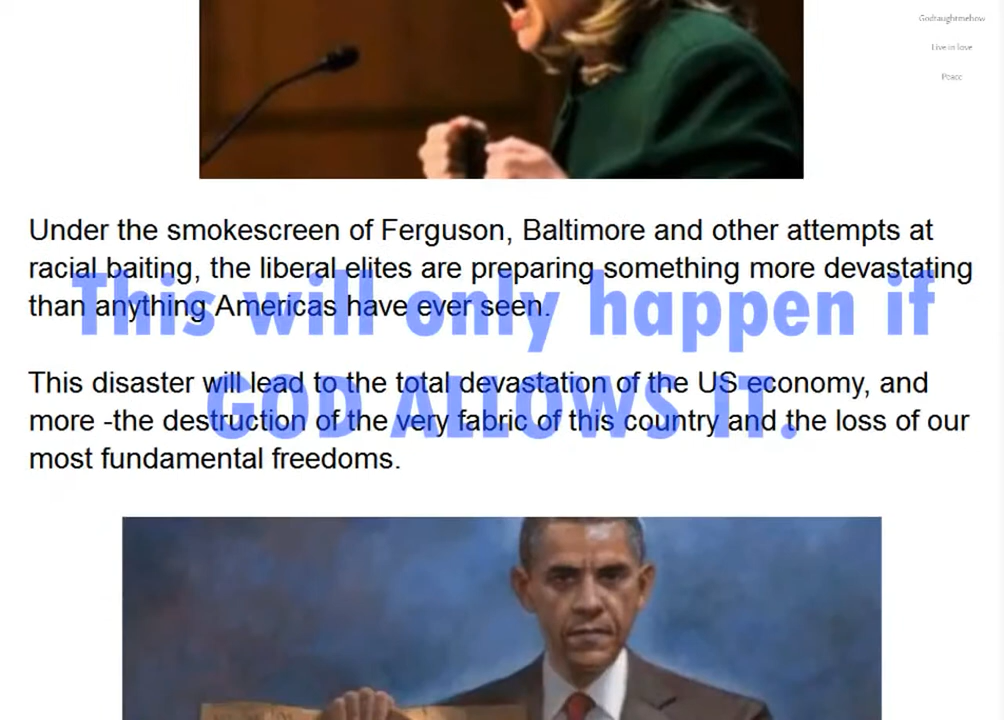 Godtaughtmehow
Live in love
Peace
Under the smokescreen of Ferguson, Baltimore and other attempts at
racial baiting, the liberal elites are preparing something more devastating
than anything Americas have ever seen.
This will only happen if
GOD ALLOWS IT.
This disaster will lead to the total devastation of the US economy, and
more -the destruction of the very fabric of this country and the loss of our
most fundamental freedoms.